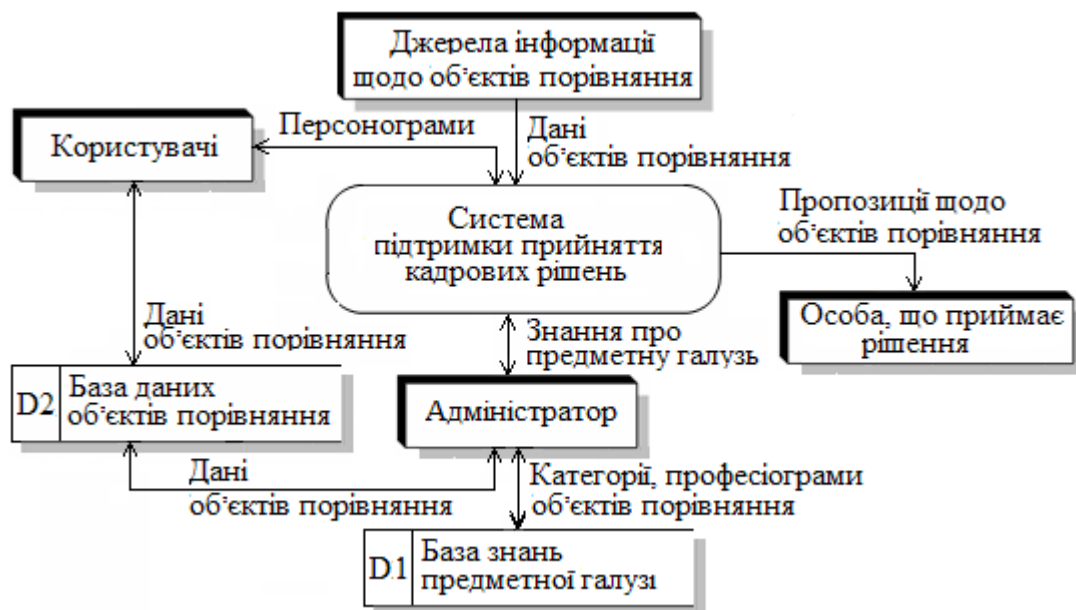 Джерела інформації
щодо об’єктів порівняння
Персонограми
Дані
об’єктів порівняння
Користувачі
Система
підтримки прийняття
кадрових рішень
Пропозиції щодо
об’єктів порівняння
Особа, що приймає
рішення
Дані
об’єктів порівняння
Знання про
предметну галузь
D2
База даних
об’єктів порівняння
Адміністратор
Дані
об’єктів порівняння
Категорії, професіограми
об’єктів порівняння
D1
База знань
предметної галузі